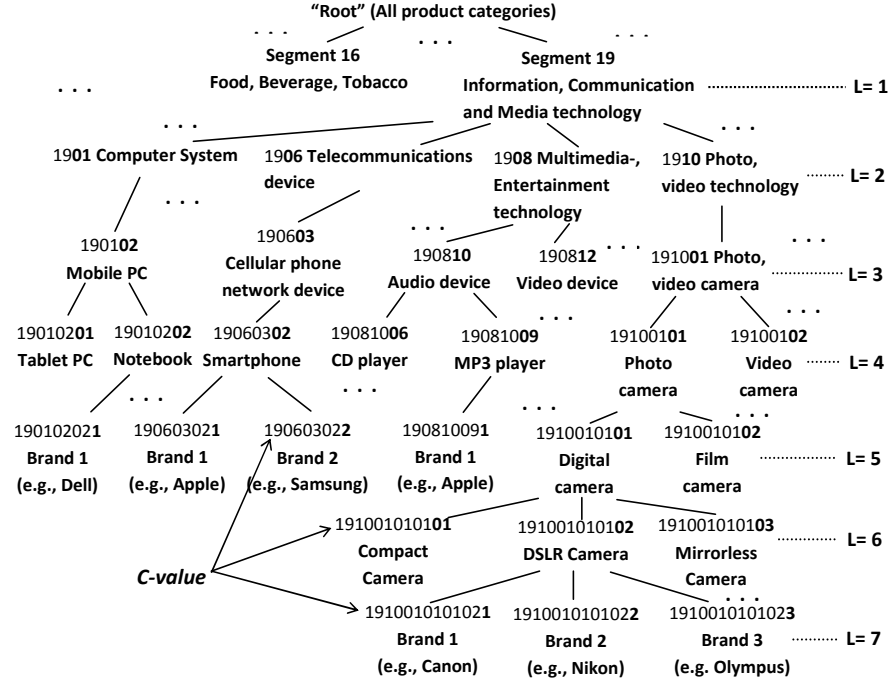 “Root” (All product categories)
. . .
. . .
. . .
Segment 16
Food, Beverage, Tobacco
Segment 19
Information, Communication
and Media technology
L= 1
. . .
. . .
. . .
1901 Computer System
1906 Telecommunications
device
1908 Multimedia-,
Entertainment
technology
1910 Photo,
video technology
L= 2
. . .
. . .
. . .
. . .
190102
Mobile PC
190603
Cellular phone
network device
190810
Audio device
190812
Video device
191001 Photo,
video camera
L= 3
. . .
. . .
19010201
Tablet PC
19010202
Notebook
19060302
Smartphone
19081006
CD player
19081009
MP3 player
19100101
Photo
camera
19100102
Video
camera
L= 4
. . .
. . .
. . .
. . .
190102021
Brand 1
(e.g., Dell)
190603021
Brand 1
(e.g., Apple)
190603022
Brand 2
(e.g., Samsung)
190810091
Brand 1
(e.g., Apple)
1910010101
Digital
camera
1910010102
Film
camera
L= 5
191001010101
Compact
Camera
191001010102
DSLR Camera
191001010103
Mirrorless
Camera
L= 6
C-value
. . .
1910010101021
Brand 1
(e.g., Canon)
1910010101022
Brand 2
(e.g., Nikon)
1910010101023
Brand 3
(e.g. Olympus)
L= 7